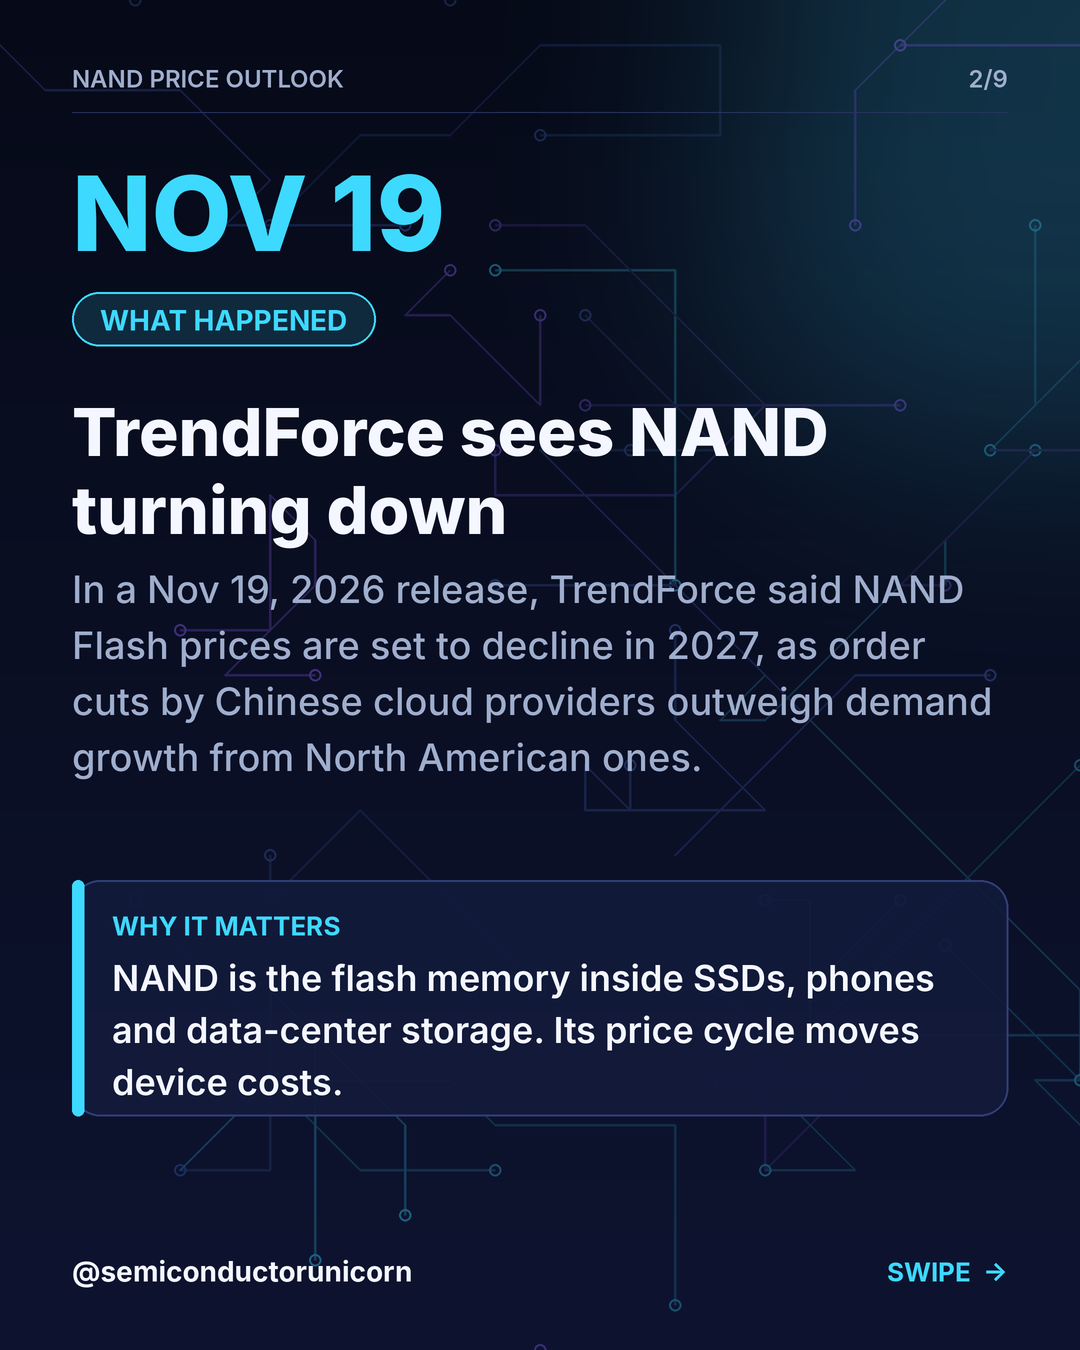 NAND PRICE OUTLOOK
2/9
NOV 19
WHAT HAPPENED
TrendForce sees NAND
turning down
In a Nov 19, 2026 release, TrendForce said NAND
Flash prices are set to decline in 2027, as order
cuts by Chinese cloud providers outweigh demand
growth from North American ones.
WHY IT MATTERS
NAND is the flash memory inside SSDs, phones
and data-center storage. Its price cycle moves
device costs.
@semiconductorunicorn
SWIPE →